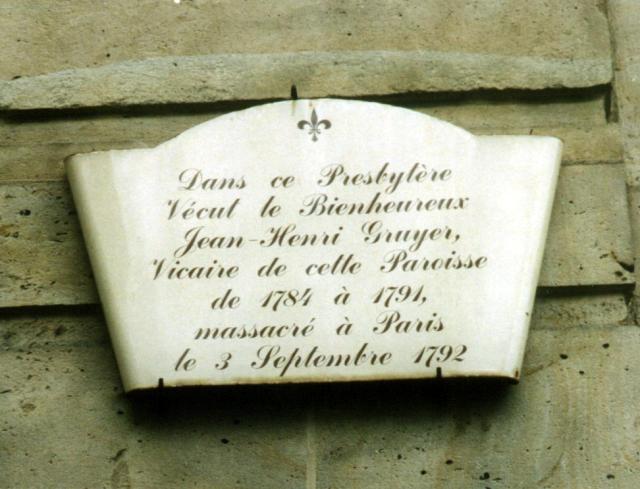 Dans ce Presbytère
Vécut le Bienheureux
Jean-Henri Gruyer,
Vicaire de cette Paroisse
de 1784 à 1791,
massacré à Paris
le 3 Septembre 1792